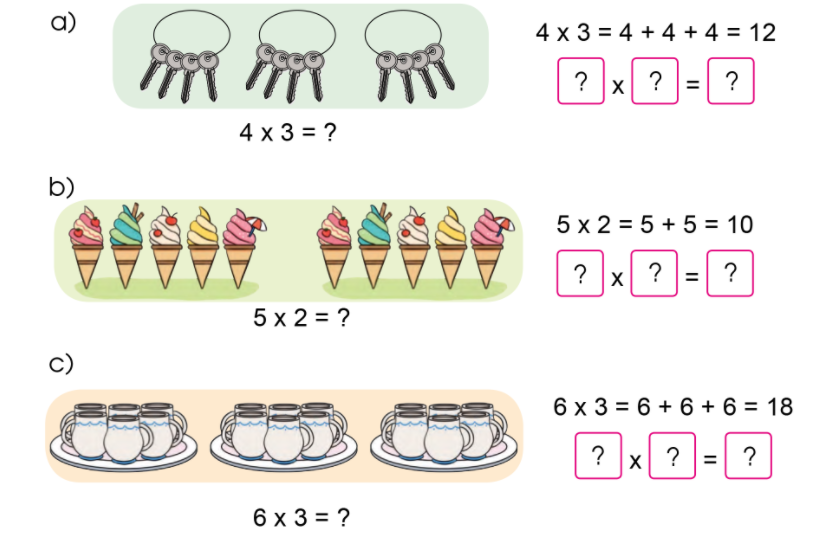 a)
4 x 3 = 4 + 4 + 4 = 12
? x ? = ?
4 x 3 = ?
b)
5 x 2 = 5 + 5 = 10
? x ? = ?
5 x 2 = ?
c)
6 x 3 = 6 + 6 + 6 = 18
? x ? = ?
6 x 3 = ?